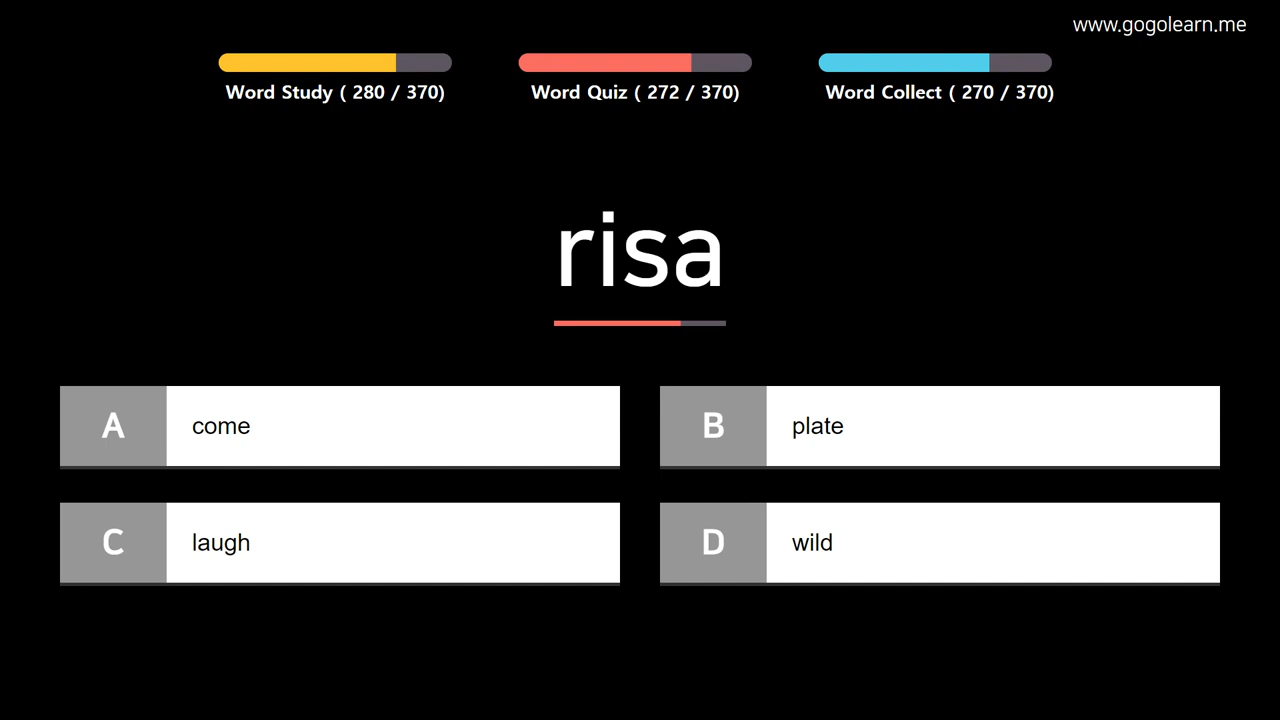 www.gogolearn.me
Word Study ( 280 / 370)
Word Quiz ( 272 / 370)
Word Collect ( 270 / 370)
risa
A come
B plate
C laugh
D wild